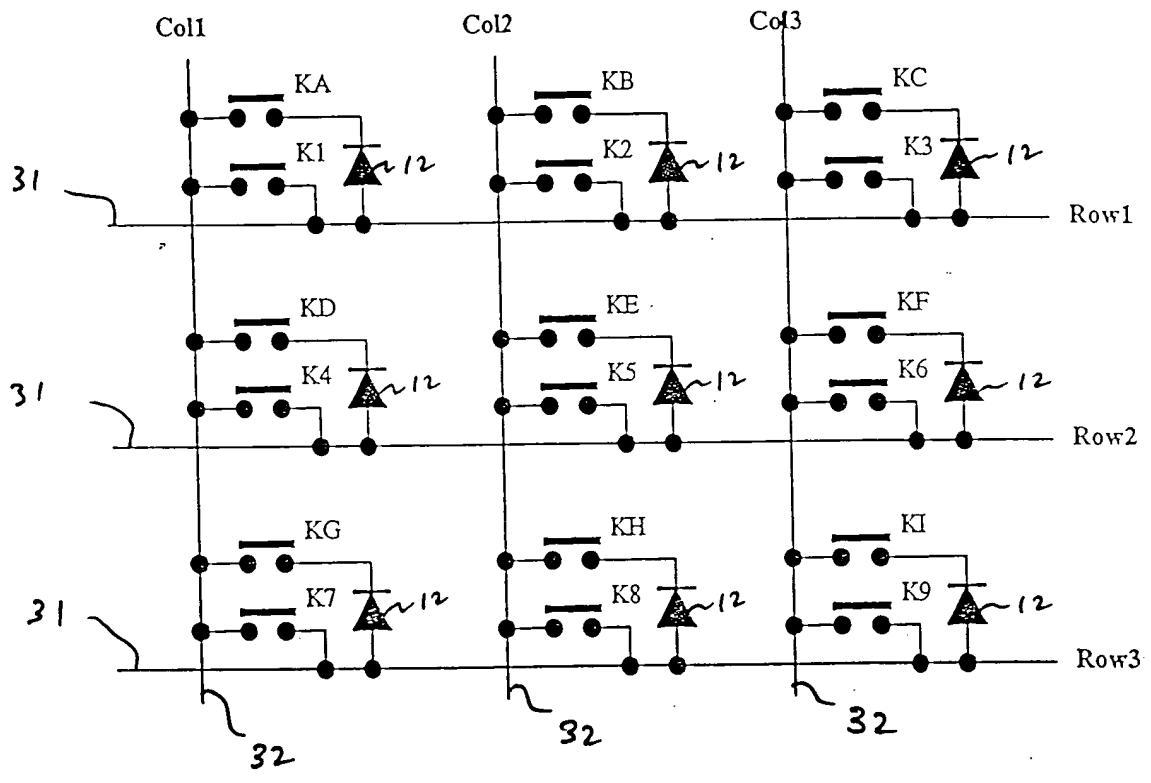 Col1 Col2 Col3
KA KB KC
K1 12 K2 12 K3 12
31
Row1
KD KE KF
K4 12 K5 12 K6 12
31
Row2
KG KH KI
K7 12 K8 12 K9 12
31
Row3
32 32 32